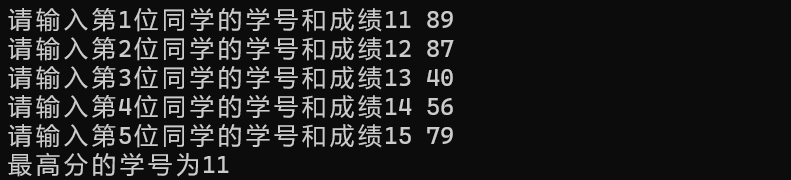 请输入第1位同学的学号和成绩11 89
请输入第2位同学的学号和成绩12 87
请输入第3位同学的学号和成绩13 40
请输入第4位同学的学号和成绩14 56
请输入第5位同学的学号和成绩15 79
最高分的学号为11